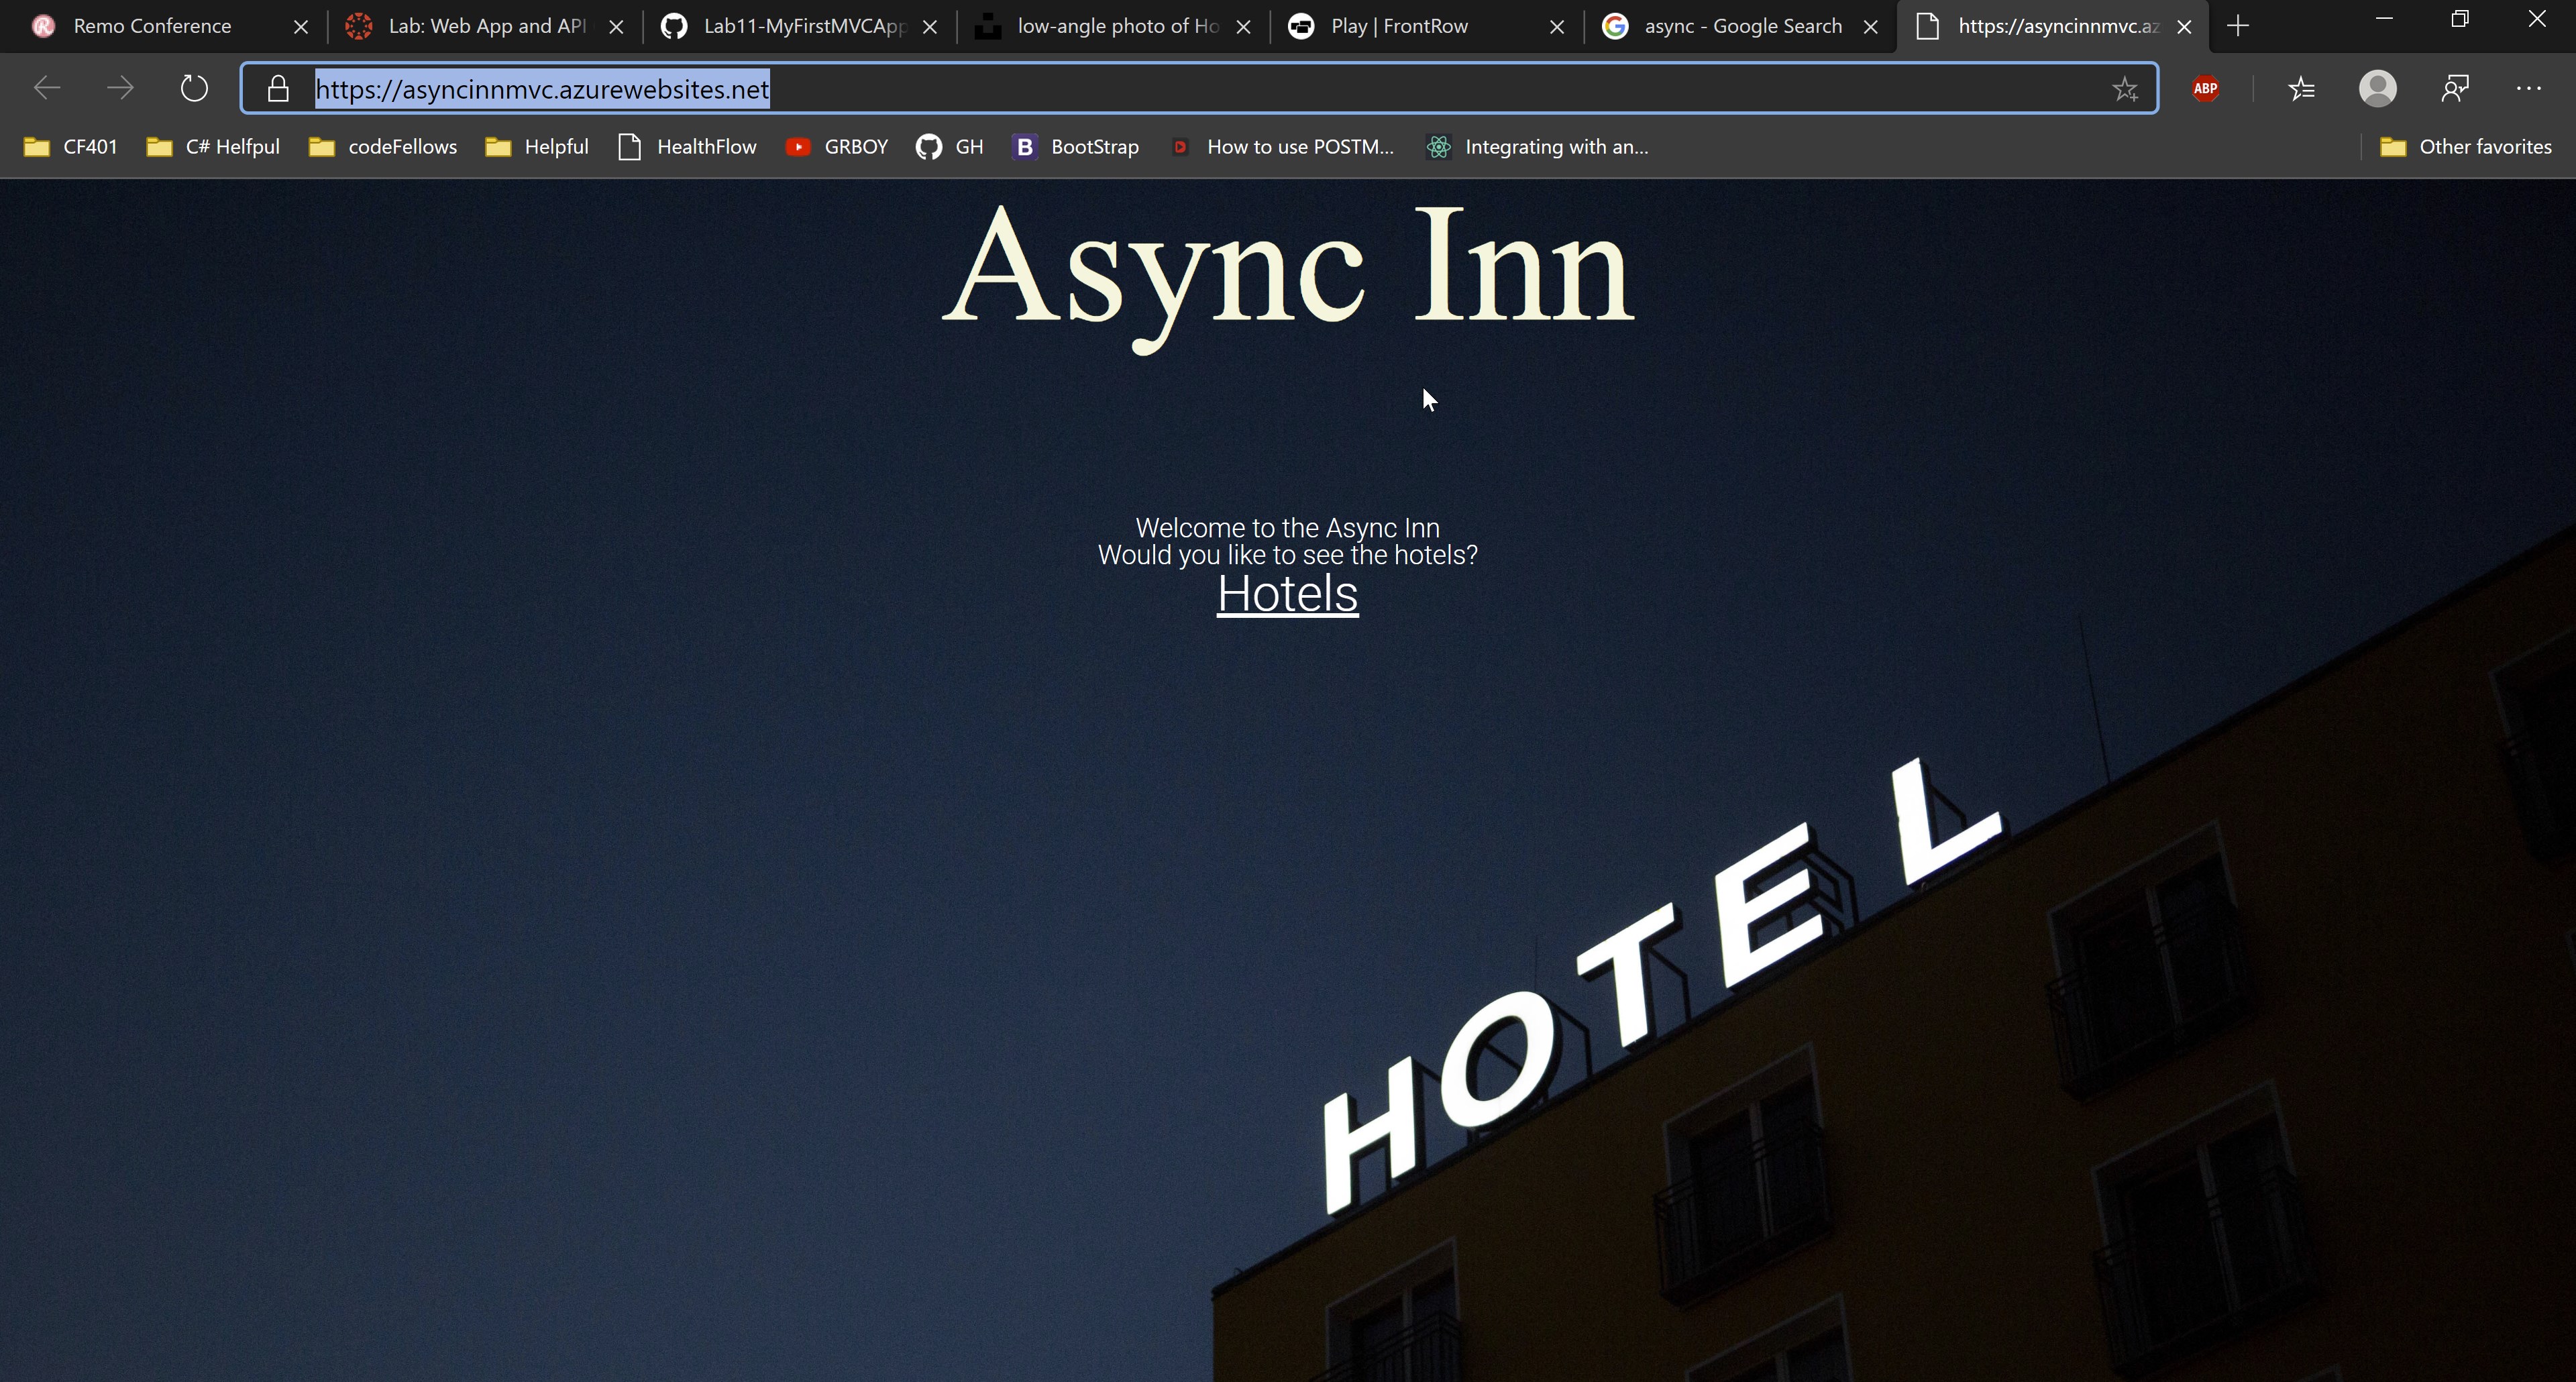 Remo Conference
Lab: Web App and API
Lab11-MyFirstMVCApp
low-angle photo of Ho
Play | FrontRow
async - Google Search
https://asyncinnmvc.az
https://asyncinnmvc.azurewebsites.net
ABP
CF401
C# Helfpul
codeFellows
Helpful
HealthFlow
GRBOY
GH
B BootStrap
How to use POSTM...
Integrating with an...
Other favorites
Async Inn
Welcome to the Async Inn
Would you like to see the hotels?
Hotels
HOTEL